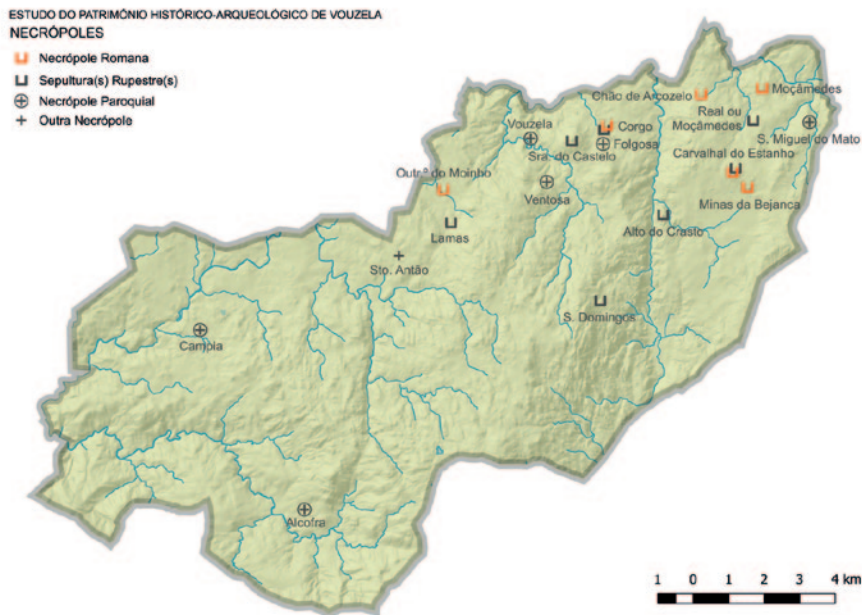 ESTUDO DO PATRIMÓNIO HISTÓRICO-ARQUEOLÓGICO DE VOUZELA
NECRÓPOLES
Necrópole Romana
Sepultura(s) Rupestre(s)
Necrópole Paroquial
Outra Necrópole
Chão de Arcozelo
Moçâmedes
Real ou
Moçâmedes
S. Miguel do Mato
Vouzela
Corgo
Folgosa
Sra. do Castelo
Carvalhal do Estanho
Outr.º do Moinho
Ventosa
Minas da Bejanca
Lamas
Alto do Crasto
Sto. Antão
S. Domingos
Campia
Alcofra
1 0 1 2 3 4 km